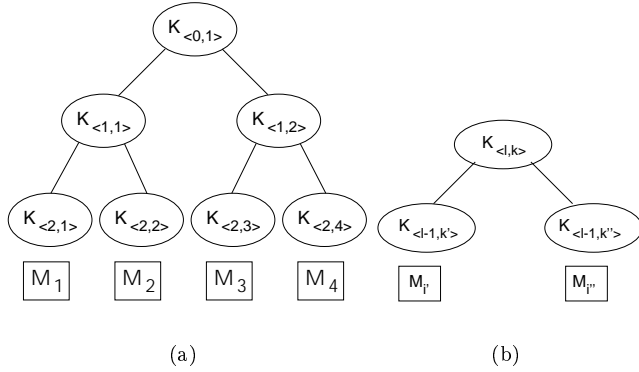 K<0,1>
K<1,1> K<1,2>
K<l,k>
K<2,1> K<2,2> K<2,3> K<2,4> K<l-1,k'> K<l-1,k''>
M1 M2 M3 M4 Mi' Mi''
(a) (b)